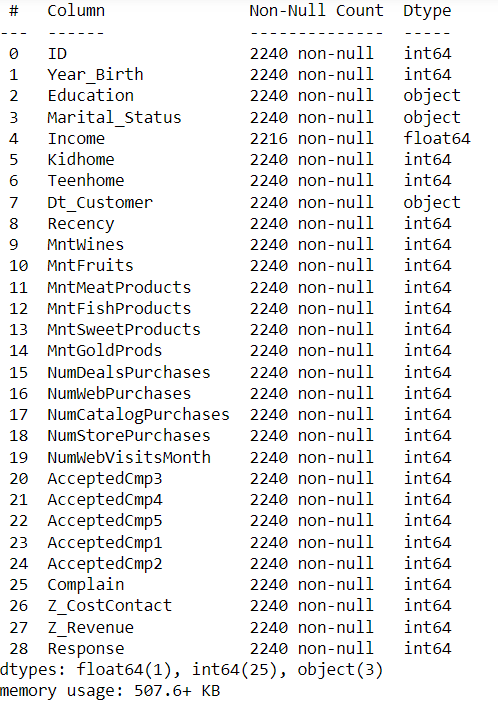 #   Column               Non-Null Count  Dtype
---  ------               --------------  -----
 0   ID                   2240 non-null   int64
 1   Year_Birth           2240 non-null   int64
 2   Education            2240 non-null   object
 3   Marital_Status       2240 non-null   object
 4   Income               2216 non-null   float64
 5   Kidhome              2240 non-null   int64
 6   Teenhome             2240 non-null   int64
 7   Dt_Customer          2240 non-null   object
 8   Recency              2240 non-null   int64
 9   MntWines             2240 non-null   int64
 10  MntFruits            2240 non-null   int64
 11  MntMeatProducts      2240 non-null   int64
 12  MntFishProducts      2240 non-null   int64
 13  MntSweetProducts     2240 non-null   int64
 14  MntGoldProds         2240 non-null   int64
 15  NumDealsPurchases    2240 non-null   int64
 16  NumWebPurchases      2240 non-null   int64
 17  NumCatalogPurchases  2240 non-null   int64
 18  NumStorePurchases    2240 non-null   int64
 19  NumWebVisitsMonth    2240 non-null   int64
 20  AcceptedCmp3         2240 non-null   int64
 21  AcceptedCmp4         2240 non-null   int64
 22  AcceptedCmp5         2240 non-null   int64
 23  AcceptedCmp1         2240 non-null   int64
 24  AcceptedCmp2         2240 non-null   int64
 25  Complain             2240 non-null   int64
 26  Z_CostContact        2240 non-null   int64
 27  Z_Revenue            2240 non-null   int64
 28  Response             2240 non-null   int64
dtypes: float64(1), int64(25), object(3)
memory usage: 507.6+ KB